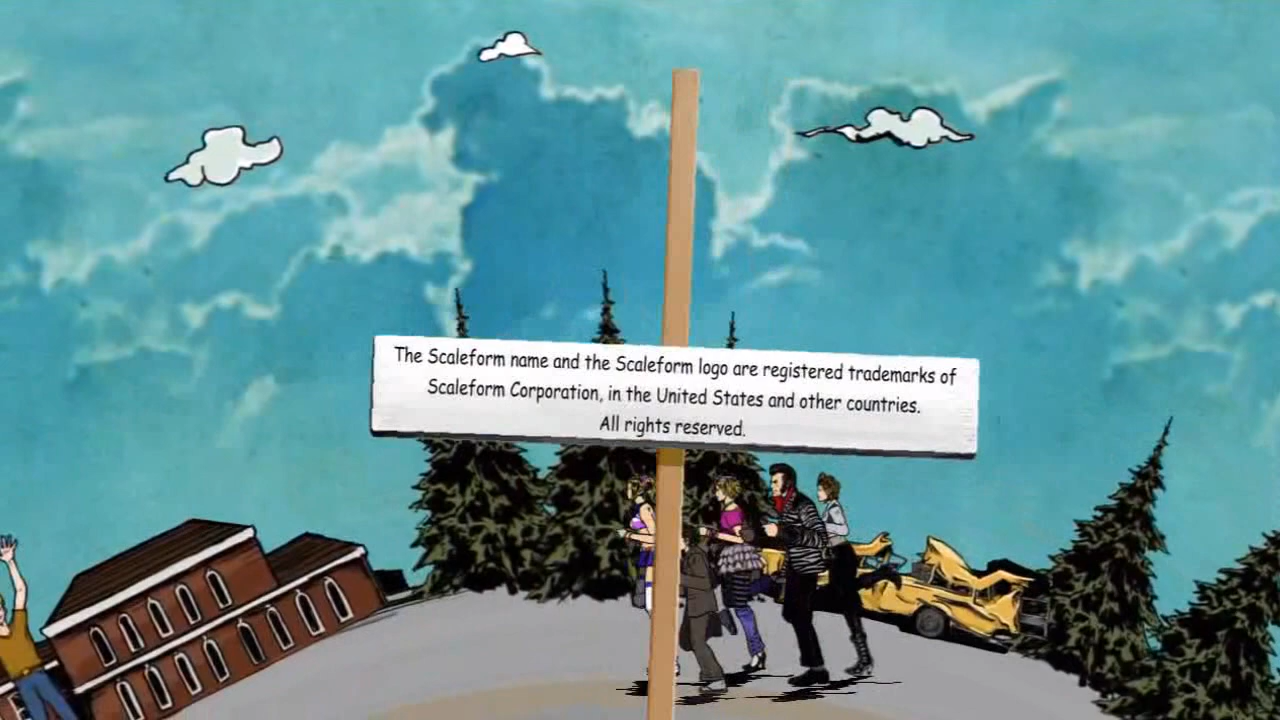 The Scaleform name and the Scaleform logo are registered trademarks of
Scaleform Corporation, in the United States and other countries.
All rights reserved.